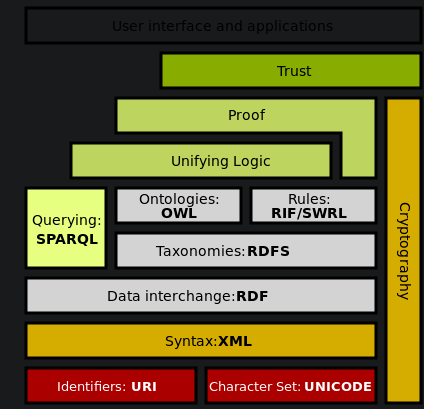 User interface and applications
Trust
Proof
Unifying Logic
Querying:
SPARQL
Ontologies:
OWL
Rules:
RIF/SWRL
Taxonomies:RDFS
Data interchange:RDF
Syntax:XML
Identifiers: URI
Character Set: UNICODE
Cryptography